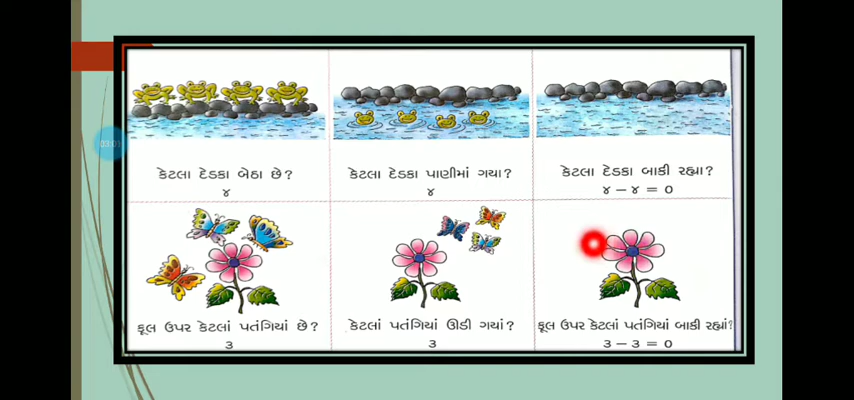 કેટલા દેડકા બેઠા છે?
૪
કેટલા દેડકા પાણીમાં ગયા?
૪
કેટલા દેડકા બાકી રહ્યા?
૪ – ૪ = ૦
ફૂલ ઉપર કેટલાં પતંગિયાં છે?
૩
કેટલાં પતંગિયાં ઊડી ગયાં?
૩
ફૂલ ઉપર કેટલાં પતંગિયાં બાકી રહ્યાં?
૩ – ૩ = ૦